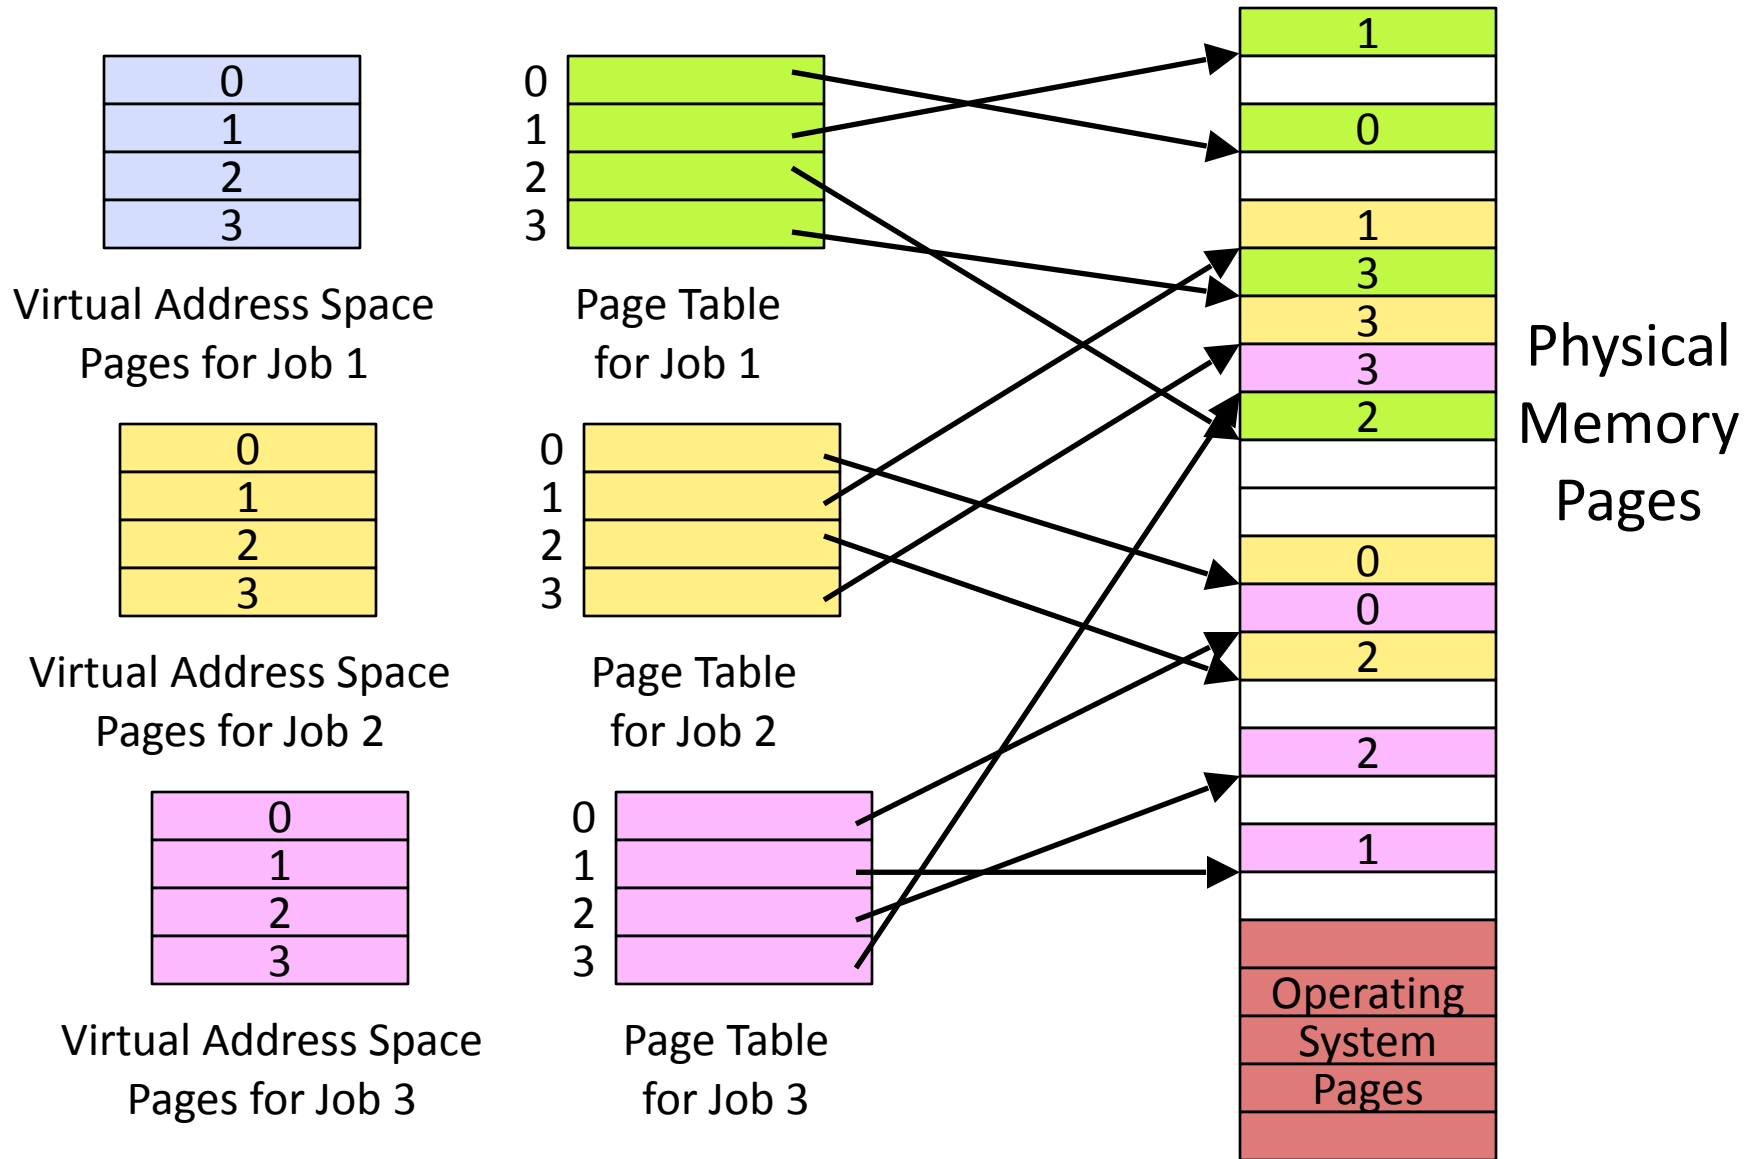 0
1
2
3
Virtual Address Space
Pages for Job 1
0
1
2
3
Page Table
for Job 1
0
1
2
3
Virtual Address Space
Pages for Job 2
0
1
2
3
Page Table
for Job 2
0
1
2
3
Virtual Address Space
Pages for Job 3
0
1
2
3
Page Table
for Job 3
1
0
1
3
3
3
2
0
0
2
2
1
Operating
System
Pages
Physical
Memory
Pages